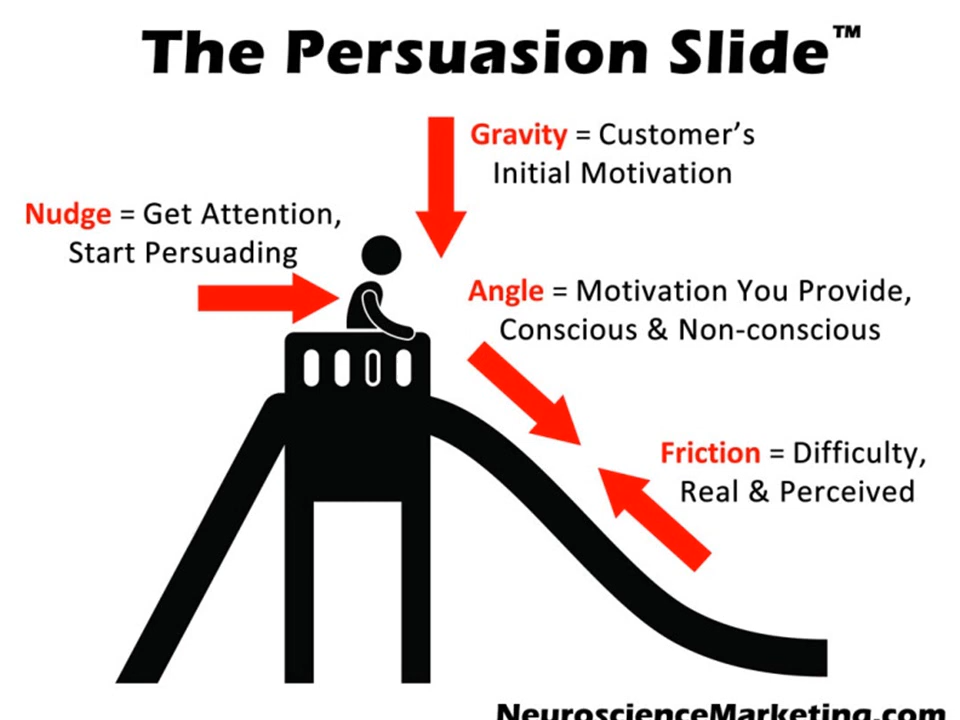 The Persuasion Slide™
Gravity = Customer's
Initial Motivation
Nudge = Get Attention,
Start Persuading
Angle = Motivation You Provide,
Conscious & Non-conscious
Friction = Difficulty,
Real & Perceived
NeuroscienceMarketing.com